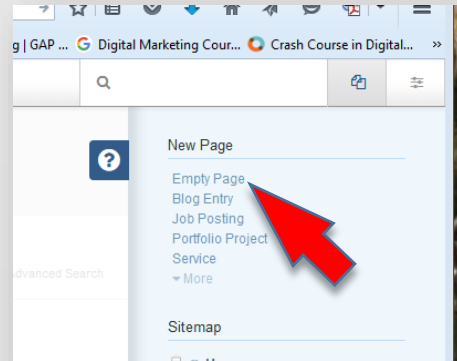 g | GAP ... G Digital Marketing Cour... Crash Course in Digital... »
?
New Page
Empty Page
Blog Entry
Job Posting
Portfolio Project
Service
More
Advanced Search
Sitemap